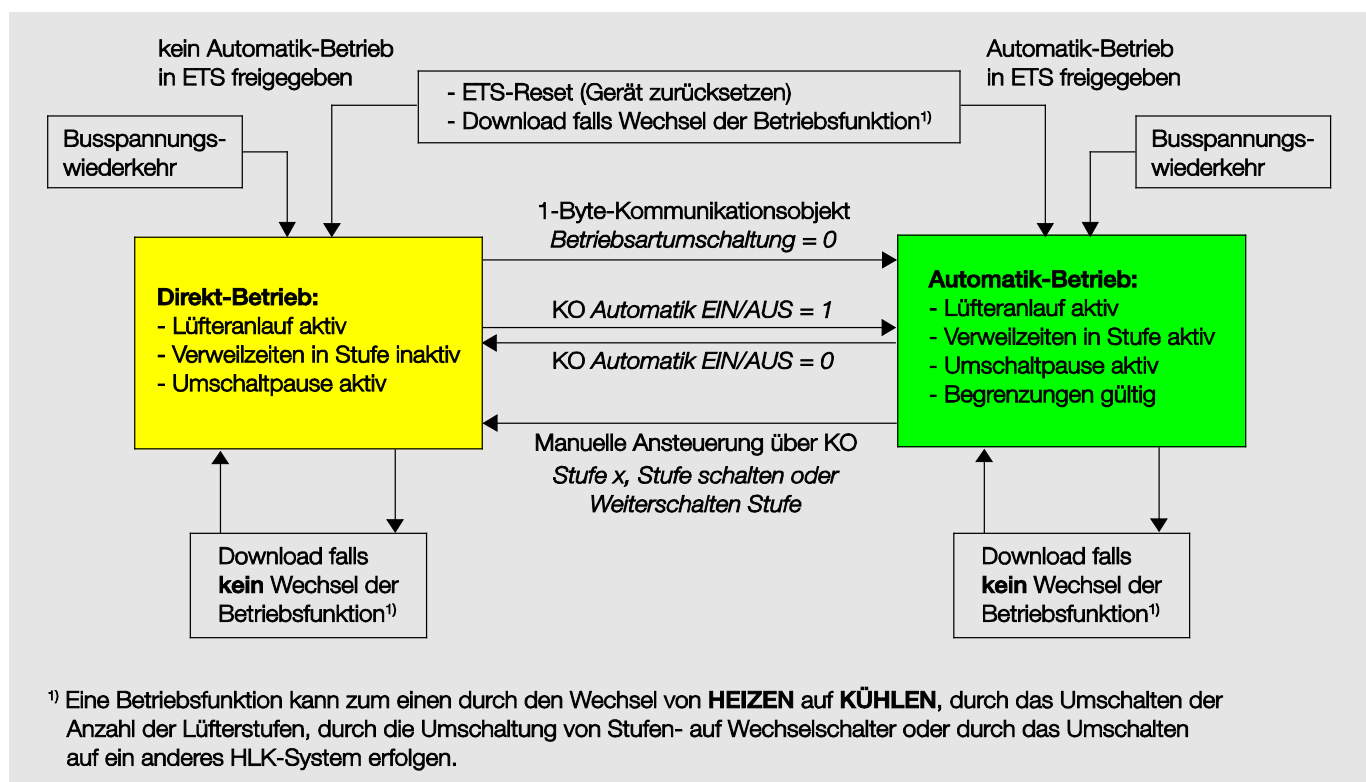 kein Automatik-Betrieb
in ETS freigegeben
Automatik-Betrieb
in ETS freigegeben
- ETS-Reset (Gerät zurücksetzen)
- Download falls Wechsel der Betriebsfunktion¹⁾
Busspannungs-
wiederkehr
Busspannungs-
wiederkehr
1-Byte-Kommunikationsobjekt
Betriebsartumschaltung = 0
Direkt-Betrieb:
- Lüfteranlauf aktiv
- Verweilzeiten in Stufe inaktiv
- Umschaltpause aktiv
KO Automatik EIN/AUS = 1
KO Automatik EIN/AUS = 0
Automatik-Betrieb:
- Lüfteranlauf aktiv
- Verweilzeiten in Stufe aktiv
- Umschaltpause aktiv
- Begrenzungen gültig
Manuelle Ansteuerung über KO
Stufe x, Stufe schalten oder
Weiterschalten Stufe
Download falls
kein Wechsel der
Betriebsfunktion¹⁾
Download falls
kein Wechsel der
Betriebsfunktion¹⁾
¹⁾ Eine Betriebsfunktion kann zum einen durch den Wechsel von HEIZEN auf KÜHLEN, durch das Umschalten der
Anzahl der Lüfterstufen, durch die Umschaltung von Stufen- auf Wechselschalter oder durch das Umschalten
auf ein anderes HLK-System erfolgen.